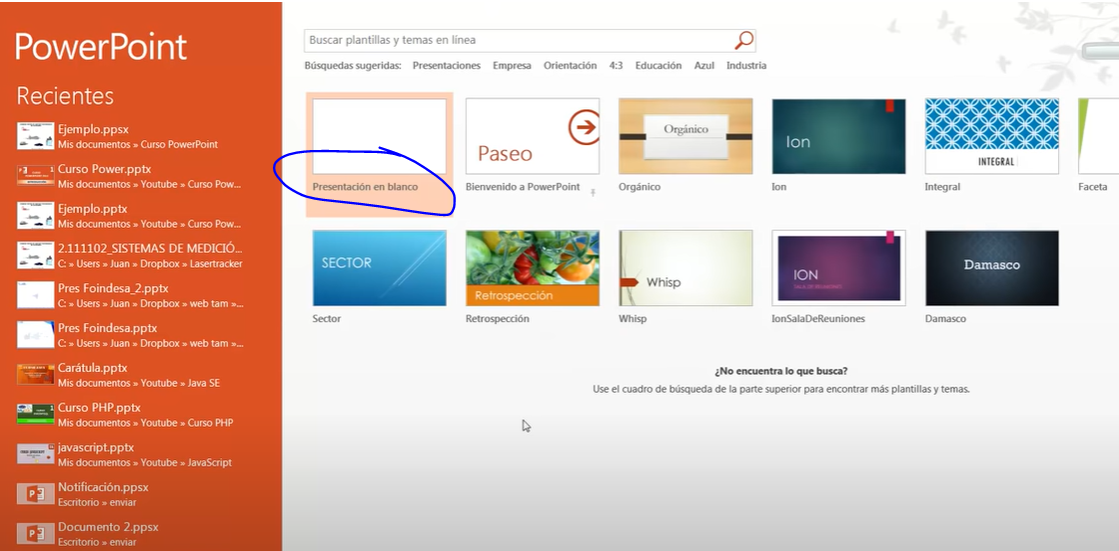 PowerPoint
Recientes
Ejemplo.ppsx
Mis documentos » Curso PowerPoint
Curso Power.pptx
Mis documentos » Youtube » Curso Pow...
Ejemplo.pptx
Mis documentos » Youtube » Curso Pow...
2.111102_SISTEMAS DE MEDICIÓ...
C: » Users » Juan » Dropbox » Lasertracker
Pres Foindesa_2.pptx
C: » Users » Juan » Dropbox » web tam »...
Pres Foindesa.pptx
C: » Users » Juan » Dropbox » web tam »...
Carátula.pptx
Mis documentos » Youtube » Java SE
Curso PHP.pptx
Mis documentos » Youtube » Curso PHP
javascript.pptx
Mis documentos » Youtube » JavaScript
Notificación.ppsx
Escritorio » enviar
Documento 2.ppsx
Escritorio » enviar
Buscar plantillas y temas en línea
Búsquedas sugeridas: Presentaciones Empresa Orientación 4:3 Educación Azul Industria
Paseo
Orgánico
Ion
INTEGRAL
Presentación en blanco
Bienvenido a PowerPoint
Orgánico
Ion
Integral
Faceta
SECTOR
Retrospección
Whisp
ION
Damasco
Sector
Retrospección
Whisp
IonSalaDeReuniones
Damasco
¿No encuentra lo que busca?
Use el cuadro de búsqueda de la parte superior para encontrar más plantillas y temas.